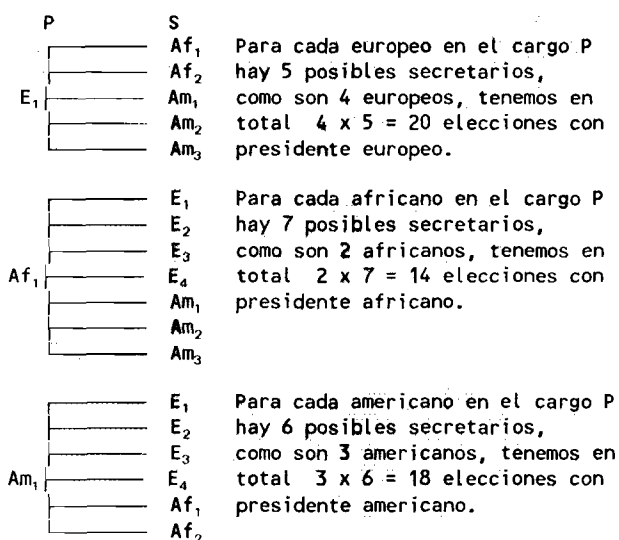 P S
Af₁ Para cada europeo en el cargo P
Af₂ hay 5 posibles secretarios,
E₁ Am₁ como son 4 europeos, tenemos en
Am₂ total 4 x 5 = 20 elecciones con
Am₃ presidente europeo.
E₁ Para cada africano en el cargo P
E₂ hay 7 posibles secretarios,
E₃ como son 2 africanos, tenemos en
Af₁ E₄ total 2 x 7 = 14 elecciones con
Am₁ presidente africano.
Am₂
Am₃
E₁ Para cada americano en el cargo P
E₂ hay 6 posibles secretarios,
E₃ como son 3 americanos, tenemos en
Am₁ E₄ total 3 x 6 = 18 elecciones con
Af₁ presidente americano.
Af₂